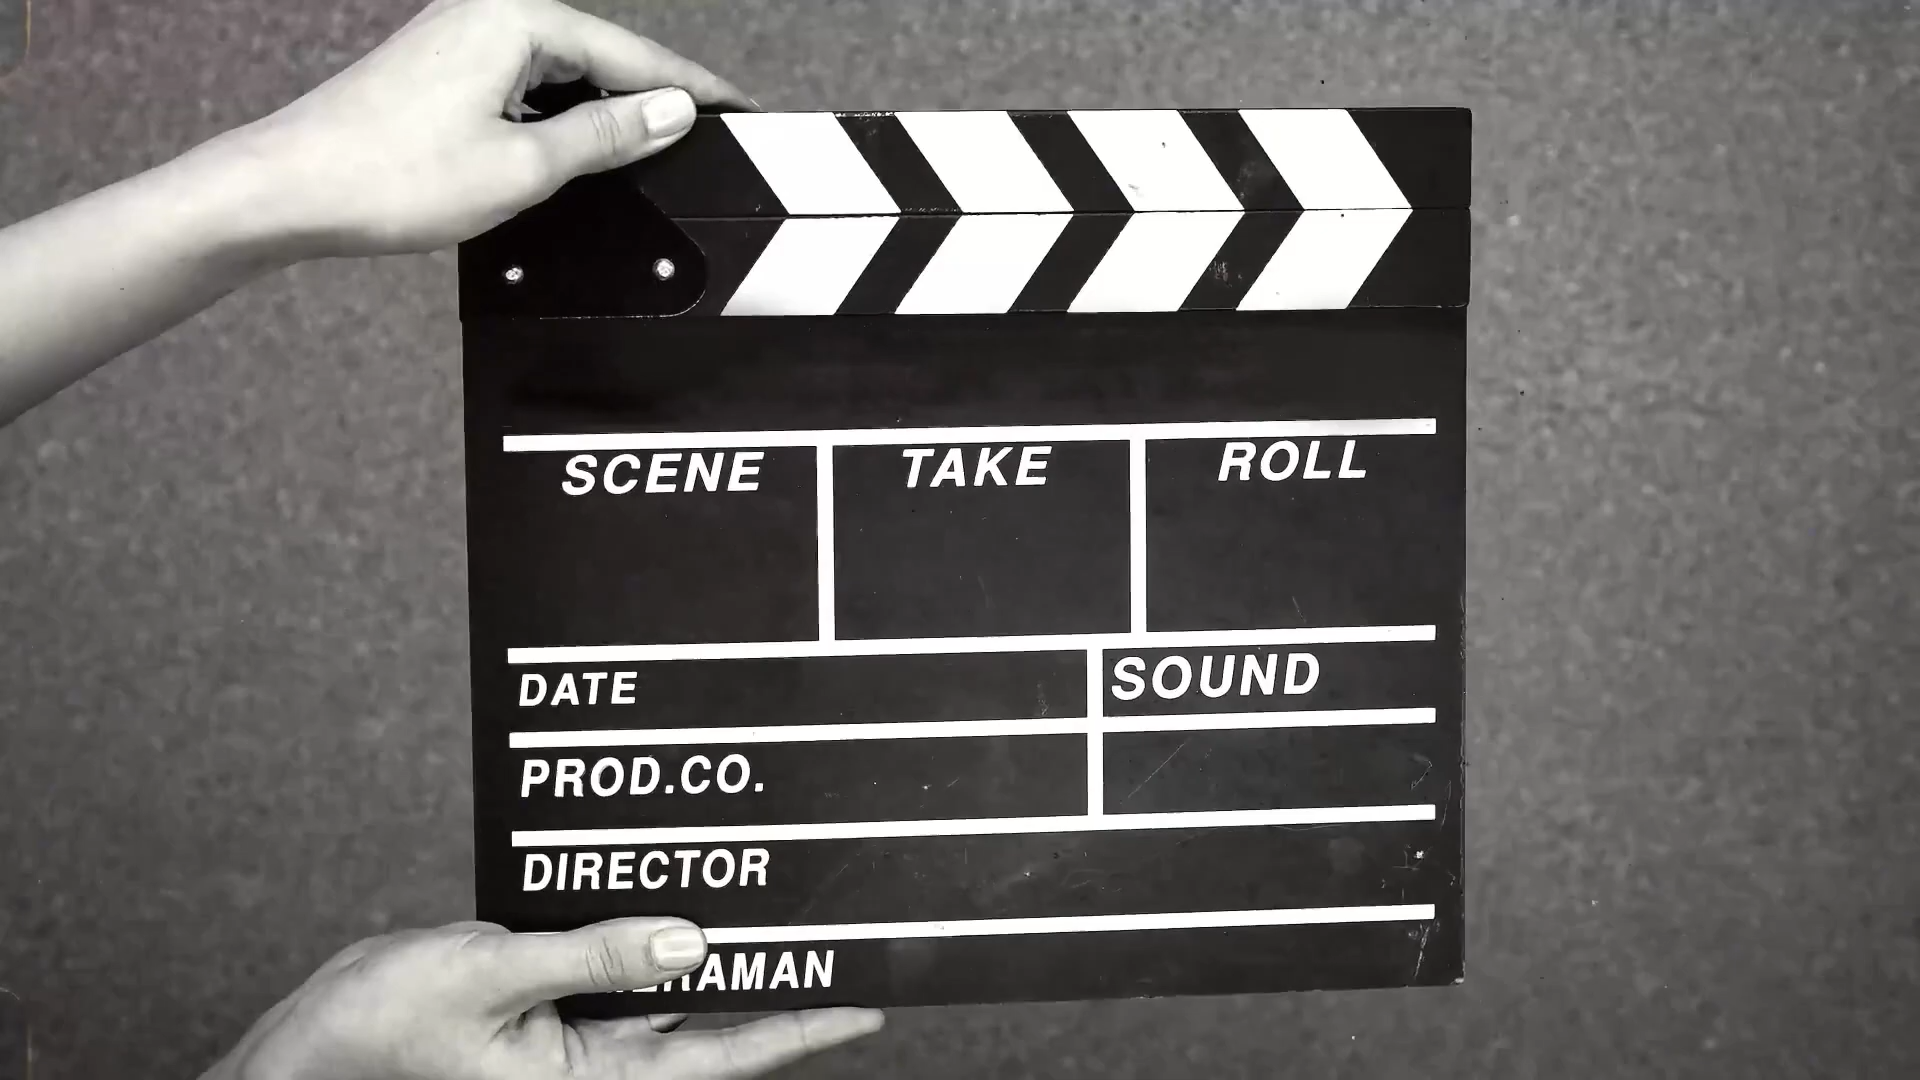 SCENE TAKE ROLL
DATE SOUND
PROD.CO.
DIRECTOR